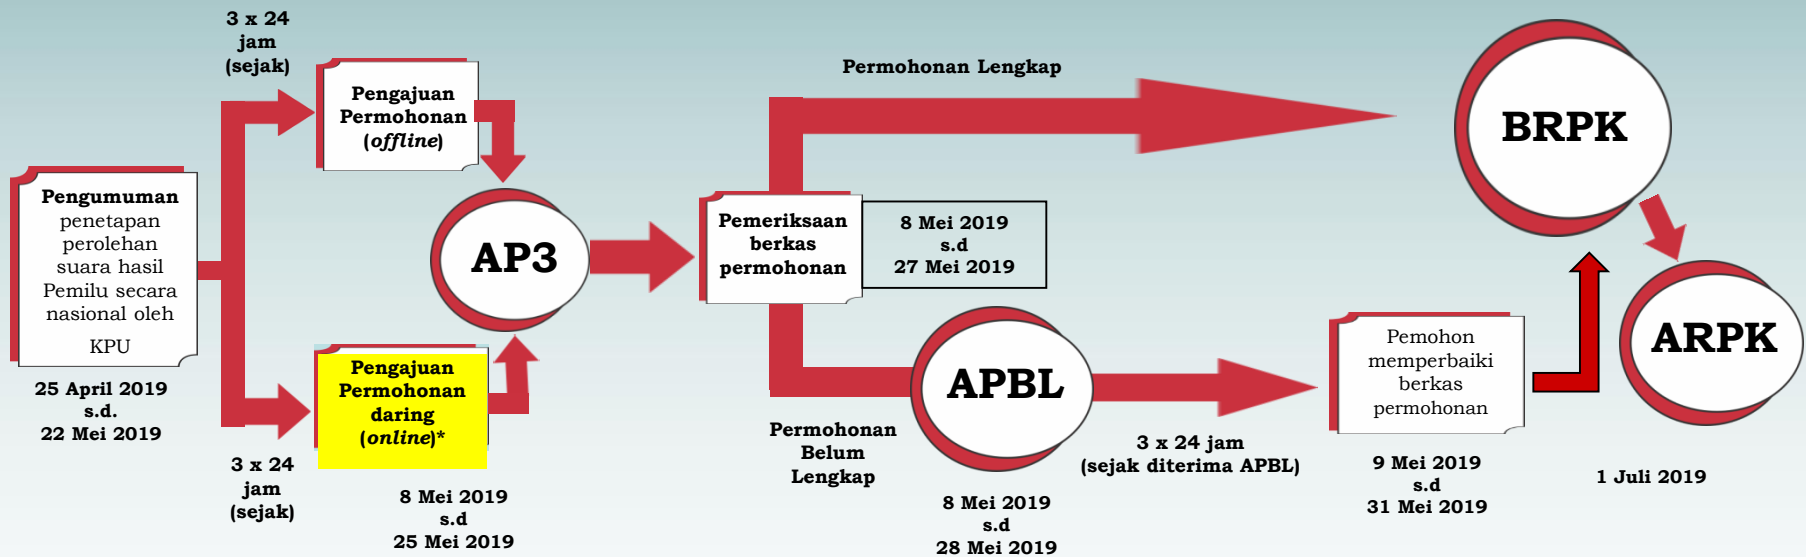 3 x 24
jam
(sejak)
Pengajuan
Permohonan
(offline)
Pengumuman
penetapan
perolehan
suara hasil
Pemilu secara
nasional oleh
KPU
25 April 2019
s.d.
22 Mei 2019
AP3
Pengajuan
Permohonan
daring
(online)*
3 x 24
jam
(sejak)
8 Mei 2019
s.d
25 Mei 2019
Pemeriksaan
berkas
permohonan
8 Mei 2019
s.d
27 Mei 2019
Permohonan Lengkap
Permohonan
Belum
Lengkap
APBL
8 Mei 2019
s.d
28 Mei 2019
3 x 24 jam
(sejak diterima APBL)
Pemohon
memperbaiki
berkas
permohonan
9 Mei 2019
s.d
31 Mei 2019
BRPK
ARPK
1 Juli 2019